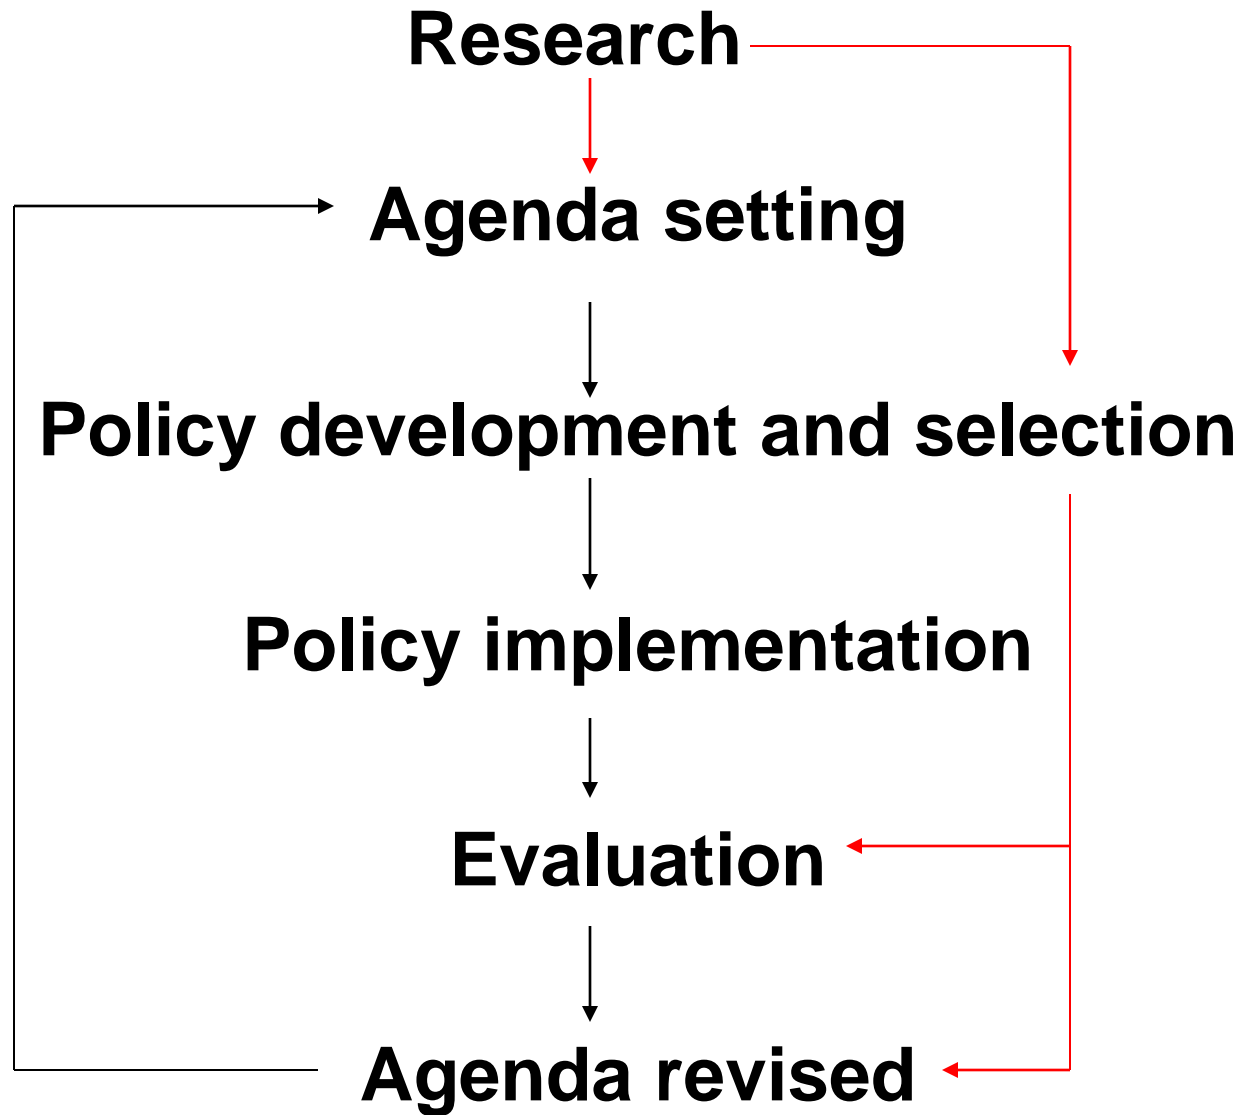 Research
Agenda setting
Policy development and selection
Policy implementation
Evaluation
Agenda revised